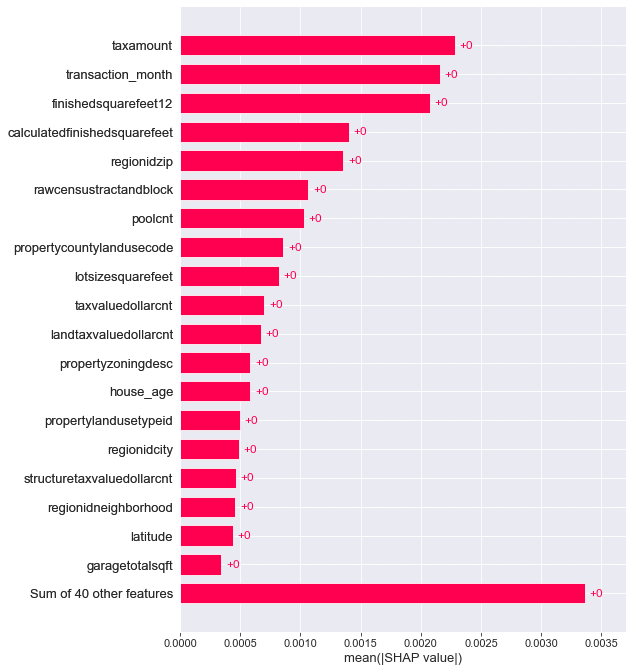 taxamount +0
transaction_month +0
finishedsquarefeet12 +0
calculatedfinishedsquarefeet +0
regionidzip +0
rawcensustractandblock +0
poolcnt +0
propertycountylandusecode +0
lotsizesquarefeet +0
taxvaluedollarcnt +0
landtaxvaluedollarcnt +0
propertyzoningdesc +0
house_age +0
propertylandusetypeid +0
regionidcity +0
structuretaxvaluedollarcnt +0
regionidneighborhood +0
latitude +0
garagetotalsqft +0
Sum of 40 other features +0
0.0000 0.0005 0.0010 0.0015 0.0020 0.0025 0.0030 0.0035
mean(|SHAP value|)